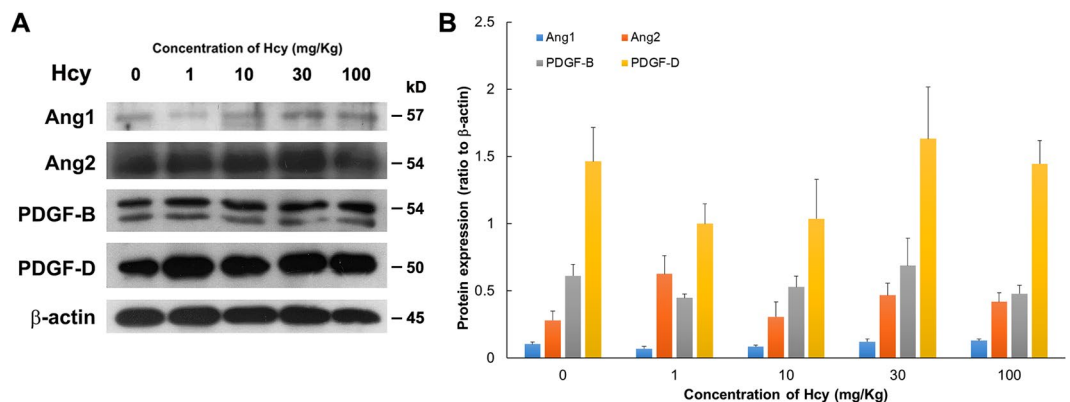 A
Concentration of Hcy (mg/Kg)
Hcy 0 1 10 30 100
kD
Ang1 – 57
Ang2 – 54
PDGF-B – 54
PDGF-D – 50
β-actin – 45
B
Ang1 Ang2
PDGF-B PDGF-D
Protein expression (ratio to β-actin)
2.5
2
1.5
1
0.5
0
0 1 10 30 100
Concentration of Hcy (mg/Kg)